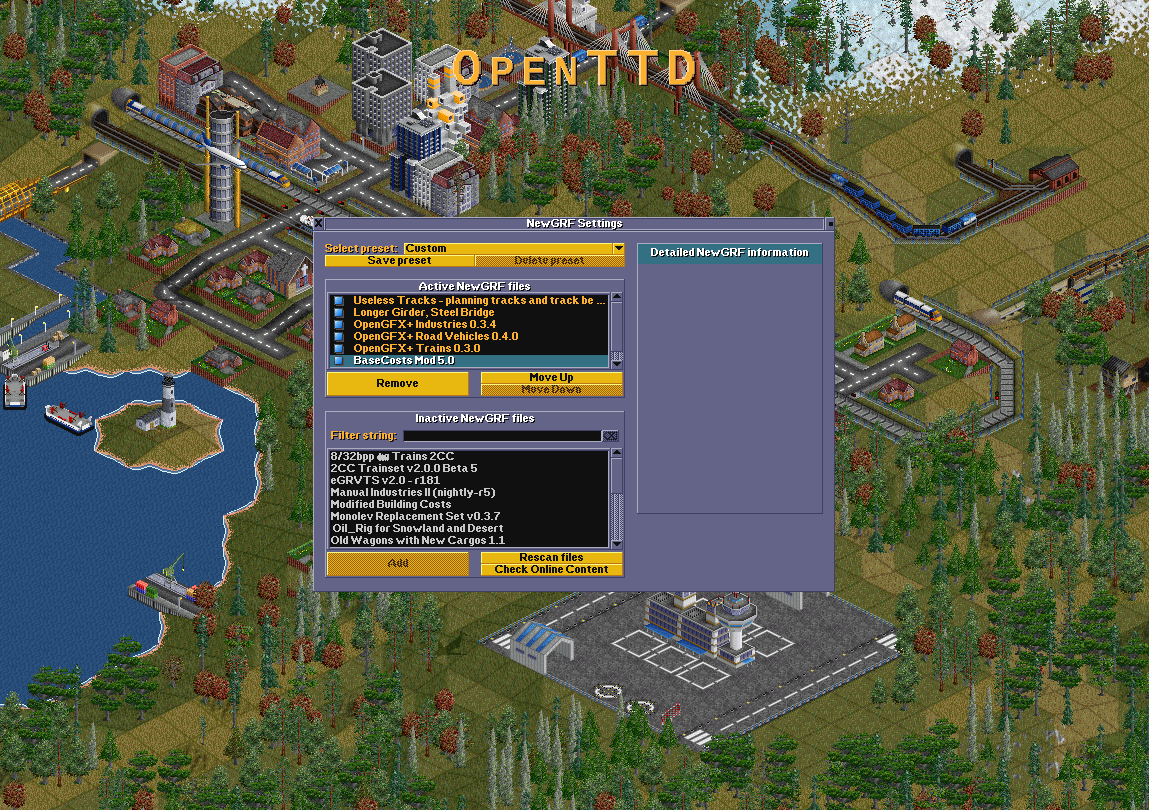 OPENTTD
NewGRF Settings
Select preset: Custom
Save preset
Delete preset
Detailed NewGRF information
Active NewGRF files
Useless Tracks - planning tracks and track be ...
Longer Girder, Steel Bridge
OpenGFX+ Industries 0.3.4
OpenGFX+ Road Vehicles 0.4.0
OpenGFX+ Trains 0.3.0
BaseCosts Mod 5.0
Remove
Move Up
Move Down
Inactive NewGRF files
Filter string:
8/32bpp Trains 2CC
2CC Trainset v2.0.0 Beta 5
eGRVTS v2.0 - r181
Manual Industries II (nightly-r5)
Modified Building Costs
Monolev Replacement Set v0.3.7
Oil_Rig for Snowland and Desert
Old Wagons with New Cargos 1.1
Add
Rescan files
Check Online Content